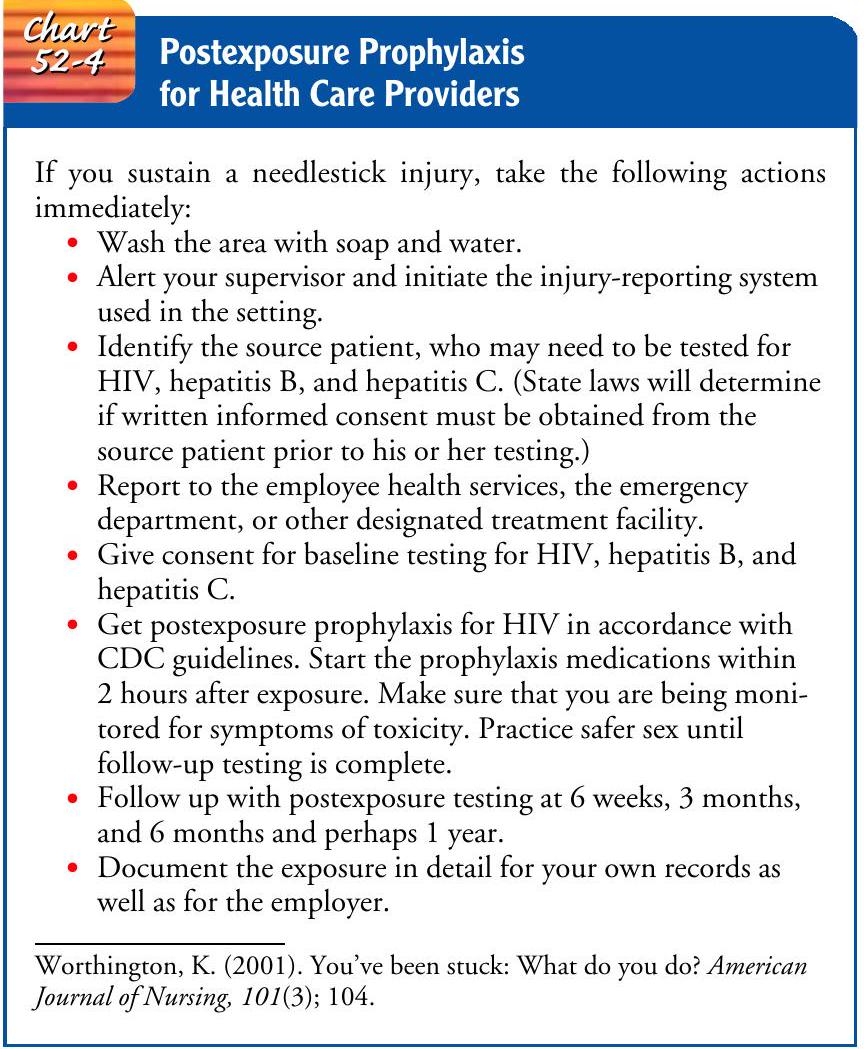 Chart
52-4
Postexposure Prophylaxis
for Health Care Providers
If you sustain a needlestick injury, take the following actions
immediately:
• Wash the area with soap and water.
• Alert your supervisor and initiate the injury-reporting system
used in the setting.
• Identify the source patient, who may need to be tested for
HIV, hepatitis B, and hepatitis C. (State laws will determine
if written informed consent must be obtained from the
source patient prior to his or her testing.)
• Report to the employee health services, the emergency
department, or other designated treatment facility.
• Give consent for baseline testing for HIV, hepatitis B, and
hepatitis C.
• Get postexposure prophylaxis for HIV in accordance with
CDC guidelines. Start the prophylaxis medications within
2 hours after exposure. Make sure that you are being moni-
tored for symptoms of toxicity. Practice safer sex until
follow-up testing is complete.
• Follow up with postexposure testing at 6 weeks, 3 months,
and 6 months and perhaps 1 year.
• Document the exposure in detail for your own records as
well as for the employer.
Worthington, K. (2001). You've been stuck: What do you do? American
Journal of Nursing, 101(3); 104.